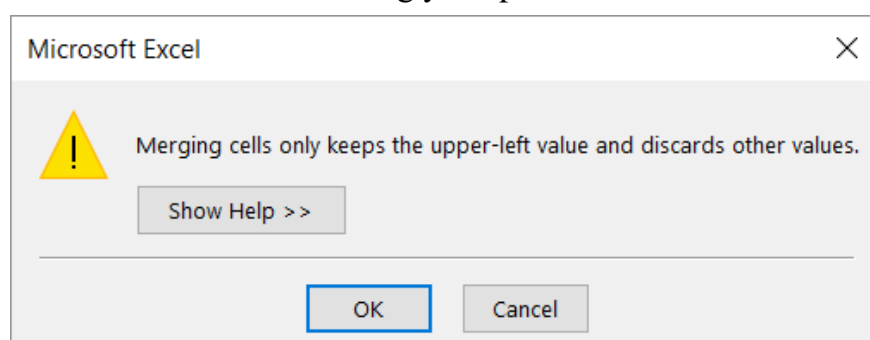 Microsoft Excel
Merging cells only keeps the upper-left value and discards other values.
Show Help >>
OK
Cancel